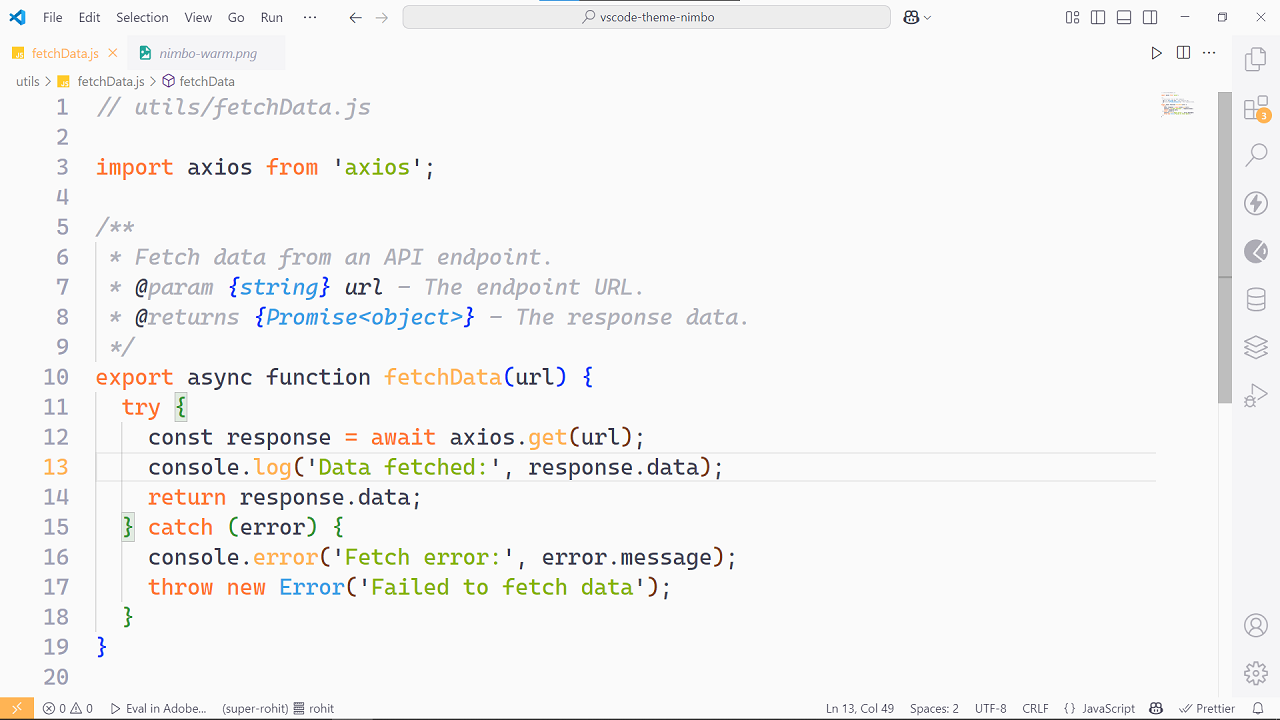 File Edit Selection View Go Run ··· vscode-theme-nimbo
JS fetchData.js nimbo-warm.png
utils > JS fetchData.js > fetchData
1 // utils/fetchData.js
2
3 import axios from 'axios';
4
5 /**
6 * Fetch data from an API endpoint.
7 * @param {string} url - The endpoint URL.
8 * @returns {Promise<object>} - The response data.
9 */
10 export async function fetchData(url) {
11 try {
12 const response = await axios.get(url);
13 console.log('Data fetched:', response.data);
14 return response.data;
15 } catch (error) {
16 console.error('Fetch error:', error.message);
17 throw new Error('Failed to fetch data');
18 }
19 }
20
3
0 0 Eval in Adobe... (super-rohit) rohit Ln 13, Col 49 Spaces: 2 UTF-8 CRLF {} JavaScript Prettier